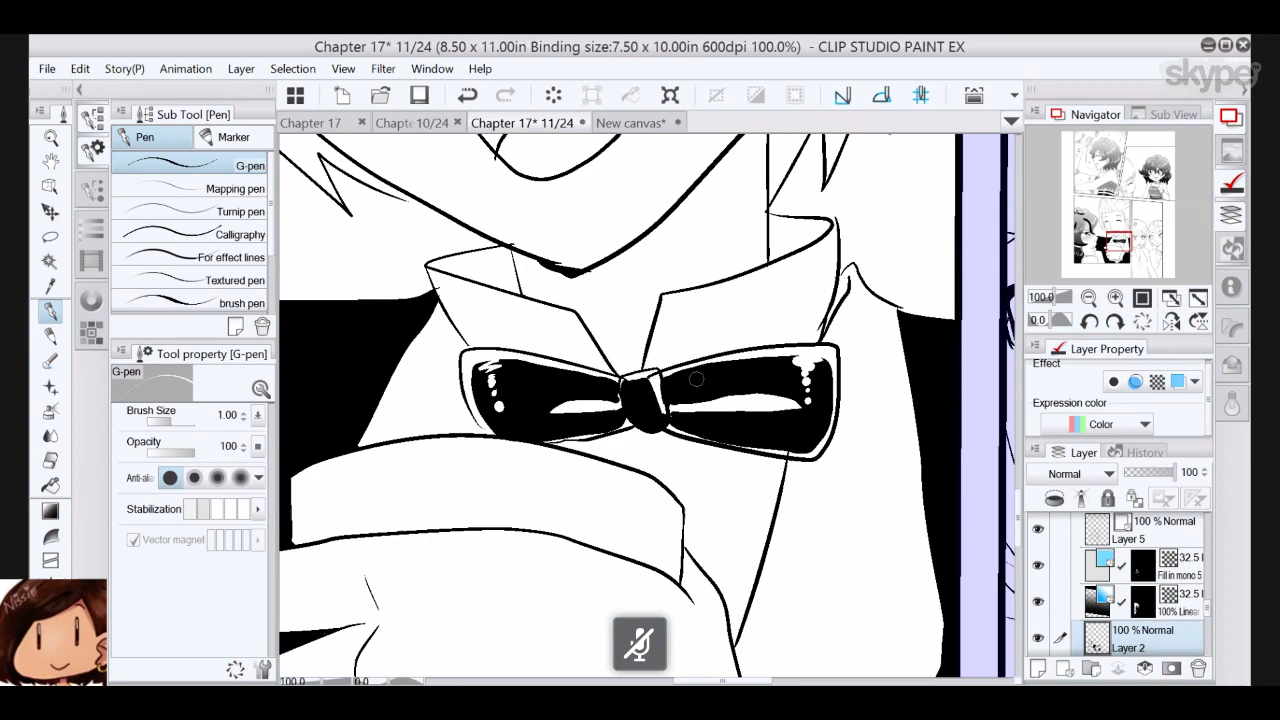 Chapter 17* 11/24 (8.50 x 11.00in Binding size:7.50 x 10.00in 600dpi 100.0%) - CLIP STUDIO PAINT EX
skype
File Edit Story(P) Animation Layer Selection View Filter Window Help
Sub Tool [Pen]
Pen Marker
G-pen
Mapping pen
Turnip pen
Calligraphy
For effect lines
Textured pen
brush pen
Tool property [G-pen]
G-pen
Brush Size 1.00
Opacity 100
Anti-alia
Stabilization
Vector magnet
Nissie
Chapter 17 Chapte 10/24 Chapter 17* 11/24 New canvas*
100.0 0.0
Navigator Sub View
100.0
0.0
Layer Property
Effect
Expression color
Color
Layer History
Normal 100
100 % Normal
Layer 5
32.5 l
Fill in mono 5
32.5 l
100% Linear
100 % Normal
Layer 2